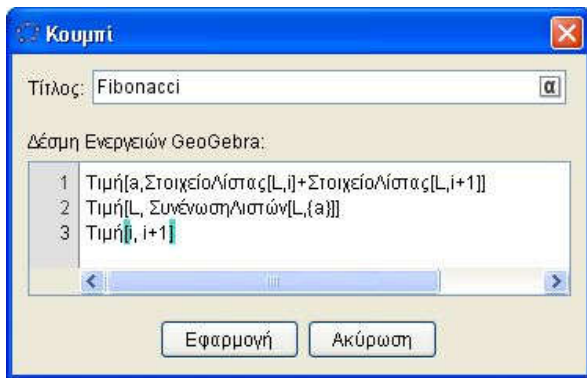 Κουμπί
Τίτλος: Fibonacci α
Δέσμη Ενεργειών GeoGebra:
1 Τιμή[a,ΣτοιχείοΛίστας[L,i]+ΣτοιχείοΛίστας[L,i+1]]
2 Τιμή[L, ΣυνένωσηΛιστών[L,{a}]]
3 Τιμή[i, i+1]
Εφαρμογή Ακύρωση